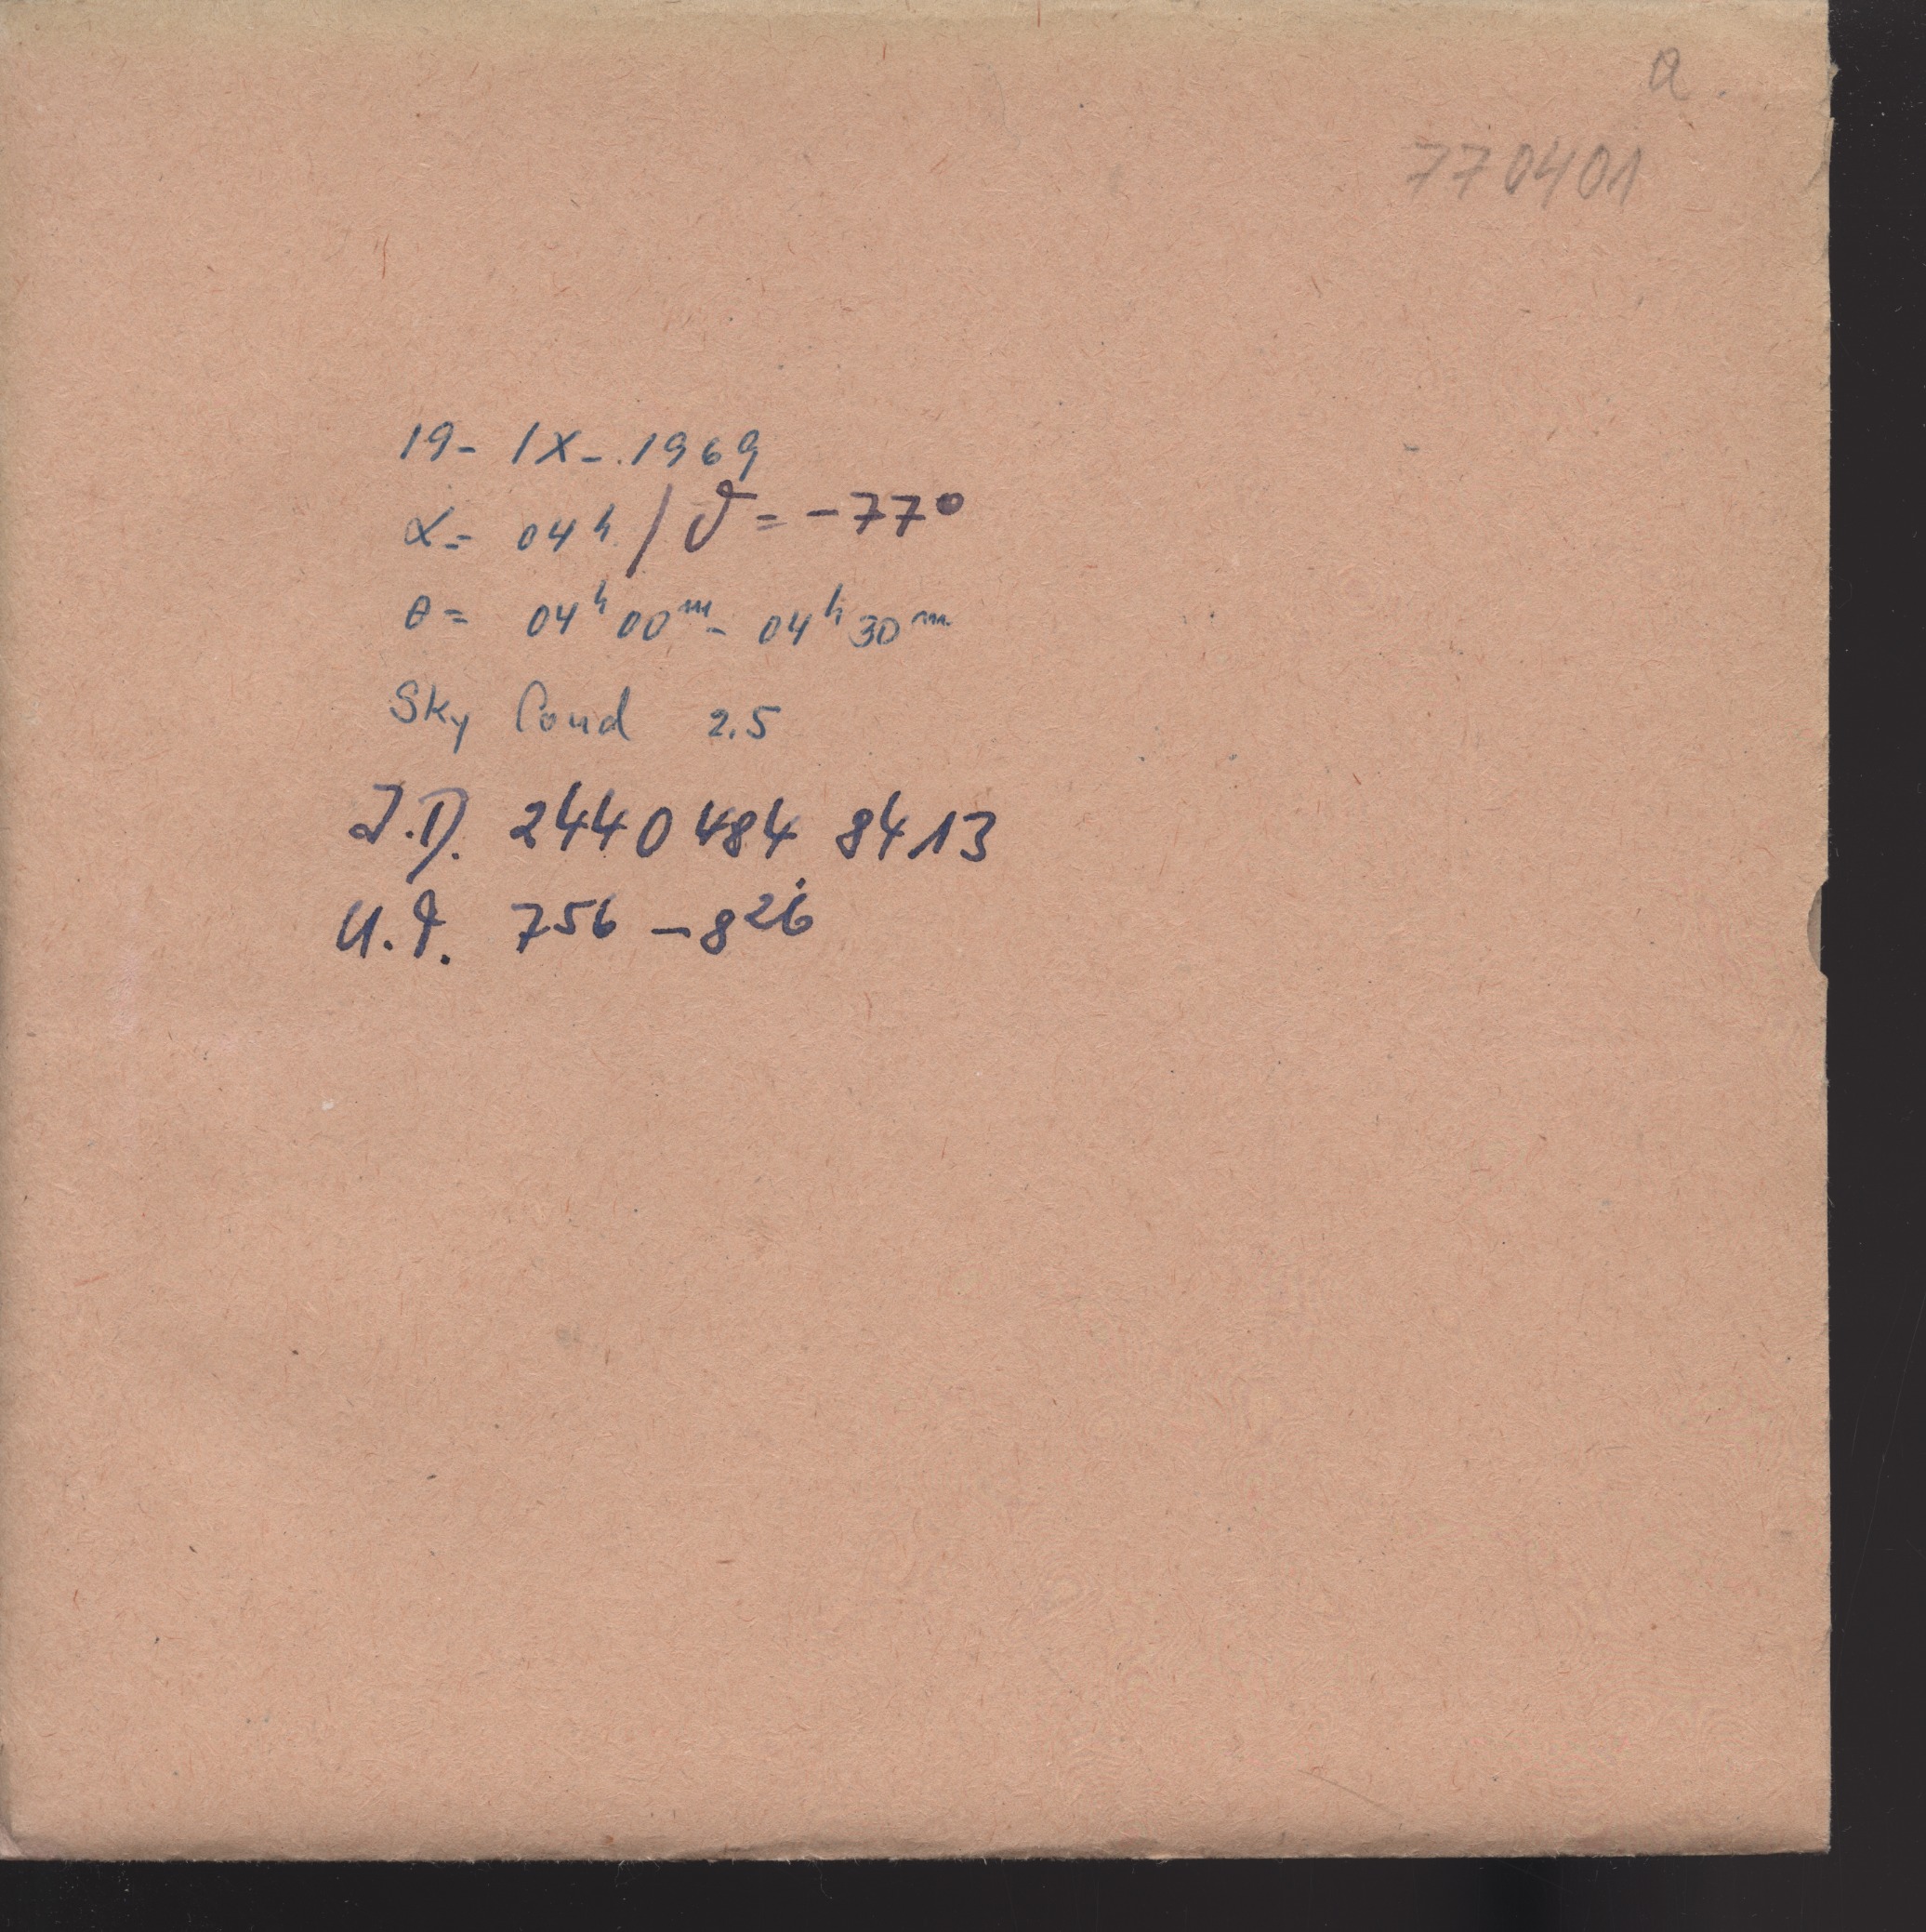 a.
770401
19- IX-.1969
α= 04ʰ / δ = -77°
θ= 04ʰ00ᵐ- 04ʰ30ᵐ
Sky Cond 2.5
J.D. 2440484 8413
U.T. 7⁵⁶ - 8²⁶